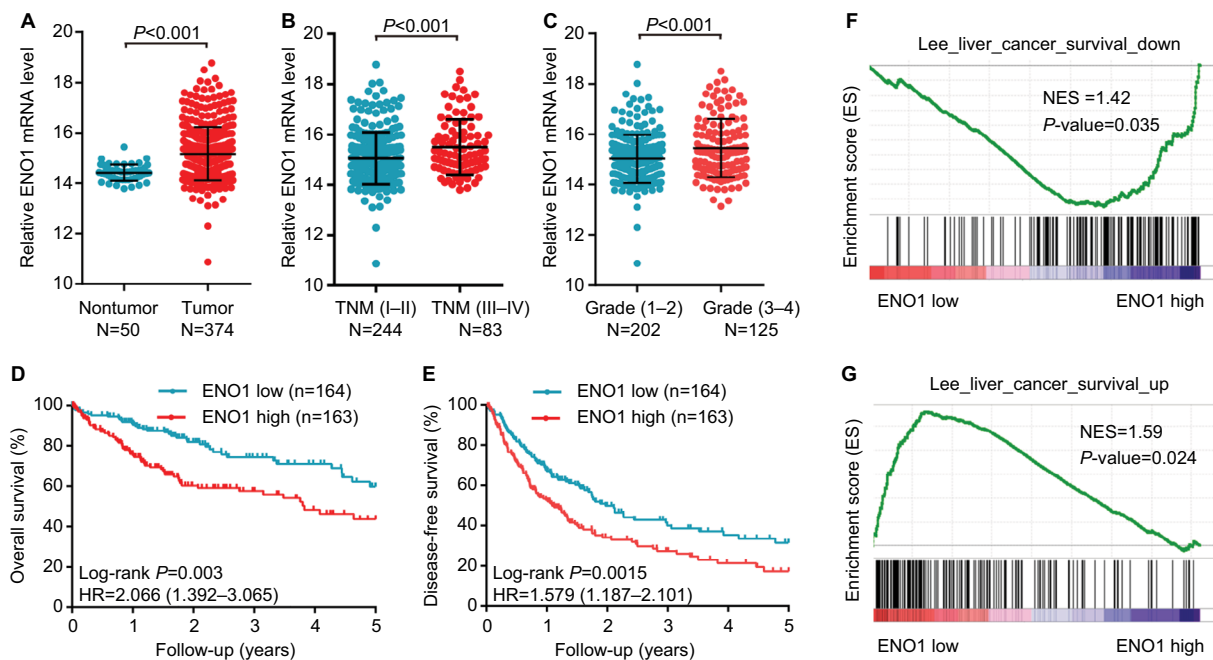 A
P<0.001
Relative ENO1 mRNA level
20
18
16
14
12
10
Nontumor
N=50
Tumor
N=374
B
P<0.001
Relative ENO1 mRNA level
20
18
16
14
12
10
TNM (I–II)
N=244
TNM (III–IV)
N=83
C
P<0.001
Relative ENO1 mRNA level
20
18
16
14
12
10
Grade (1–2)
N=202
Grade (3–4)
N=125
D
ENO1 low (n=164)
ENO1 high (n=163)
Overall survival (%)
100
80
60
40
20
0
Log-rank P=0.003
HR=2.066 (1.392–3.065)
0 1 2 3 4 5
Follow-up (years)
E
ENO1 low (n=164)
ENO1 high (n=163)
Disease-free survival (%)
100
80
60
40
20
0
Log-rank P=0.0015
HR=1.579 (1.187–2.101)
0 1 2 3 4 5
Follow-up (years)
F
Lee_liver_cancer_survival_down
Enrichment score (ES)
NES =1.42
P-value=0.035
ENO1 low
ENO1 high
G
Lee_liver_cancer_survival_up
Enrichment score (ES)
NES=1.59
P-value=0.024
ENO1 low
ENO1 high